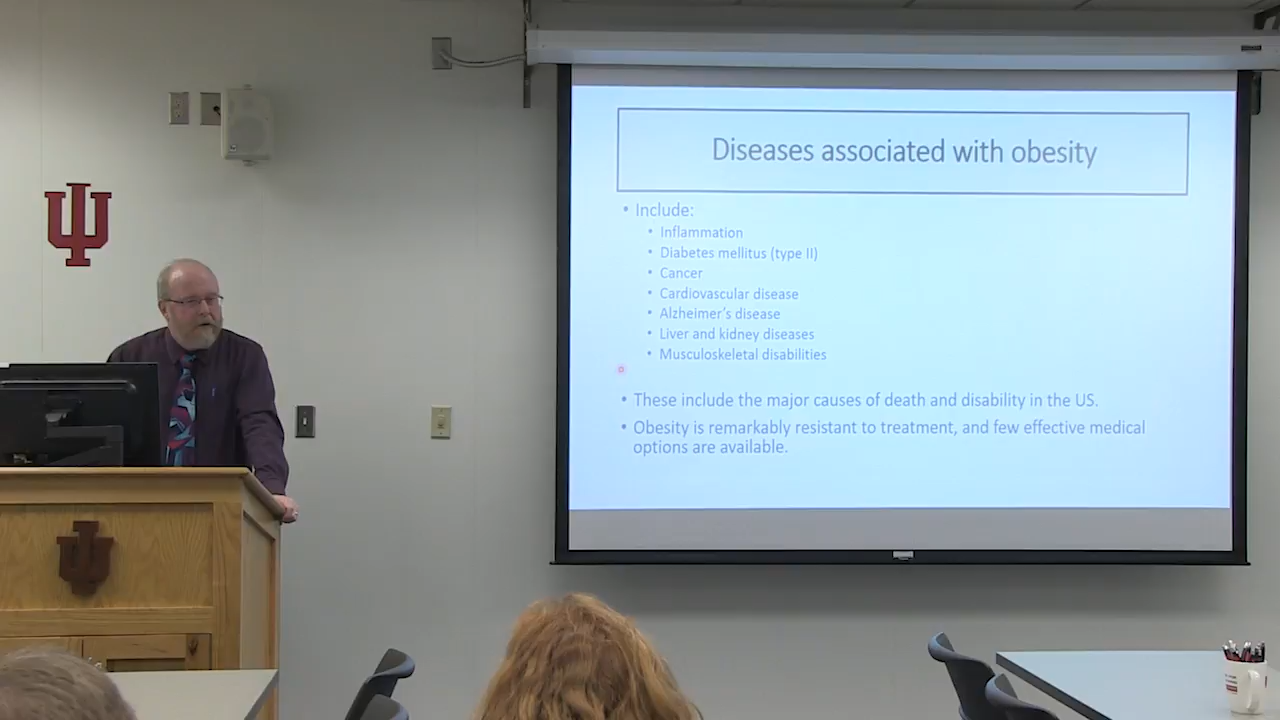 Diseases associated with obesity
• Include:
• Inflammation
• Diabetes mellitus (type II)
• Cancer
• Cardiovascular disease
• Alzheimer's disease
• Liver and kidney diseases
• Musculoskeletal disabilities
• These include the major causes of death and disability in the US.
• Obesity is remarkably resistant to treatment, and few effective medical
options are available.